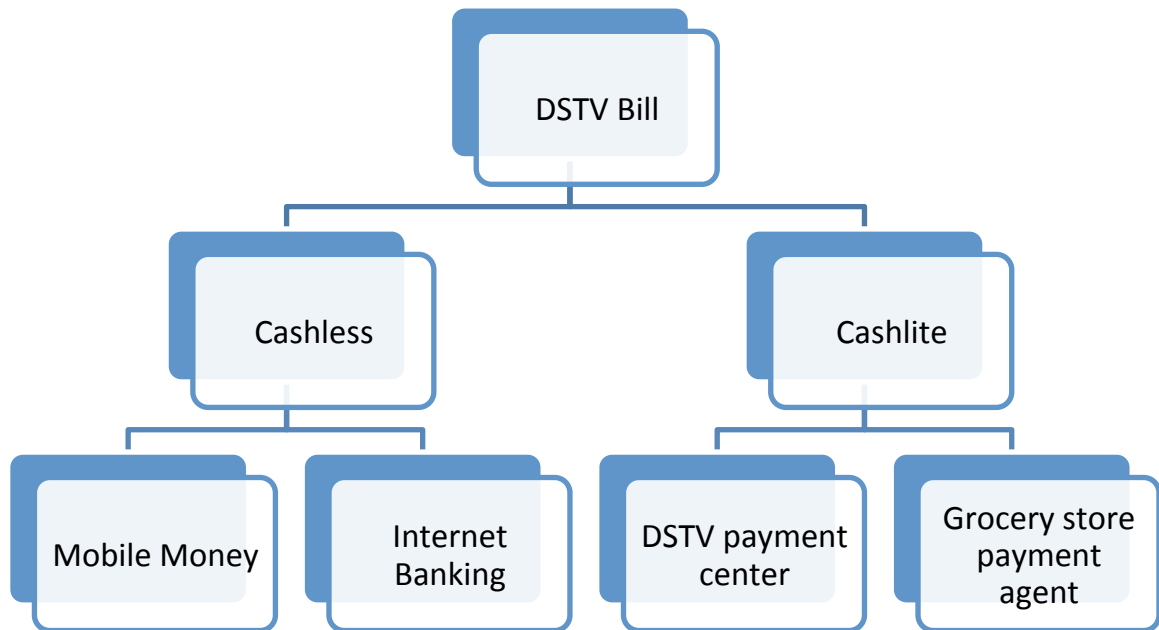 DSTV Bill
Cashless
Cashlite
Mobile Money
Internet
Banking
DSTV payment
center
Grocery store
payment
agent